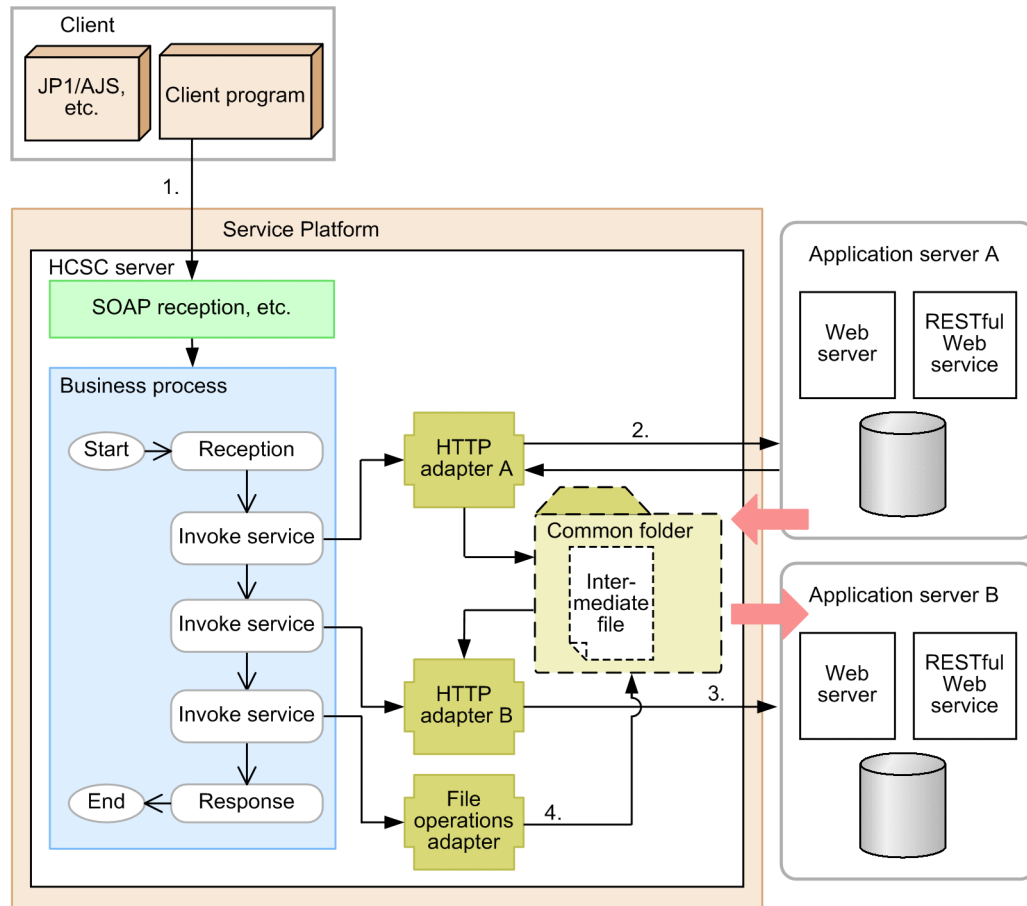 Client
JP1/AJS,
etc.
Client program
1.
Service Platform
HCSC server
SOAP reception, etc.
Business process
Start
Reception
Invoke service
Invoke service
Invoke service
Response
End
HTTP
adapter A
2.
Common folder
Inter-
mediate
file
HTTP
adapter B
3.
File
operations
adapter
4.
Application server A
Web
server
RESTful
Web
service
Application server B
Web
server
RESTful
Web
service